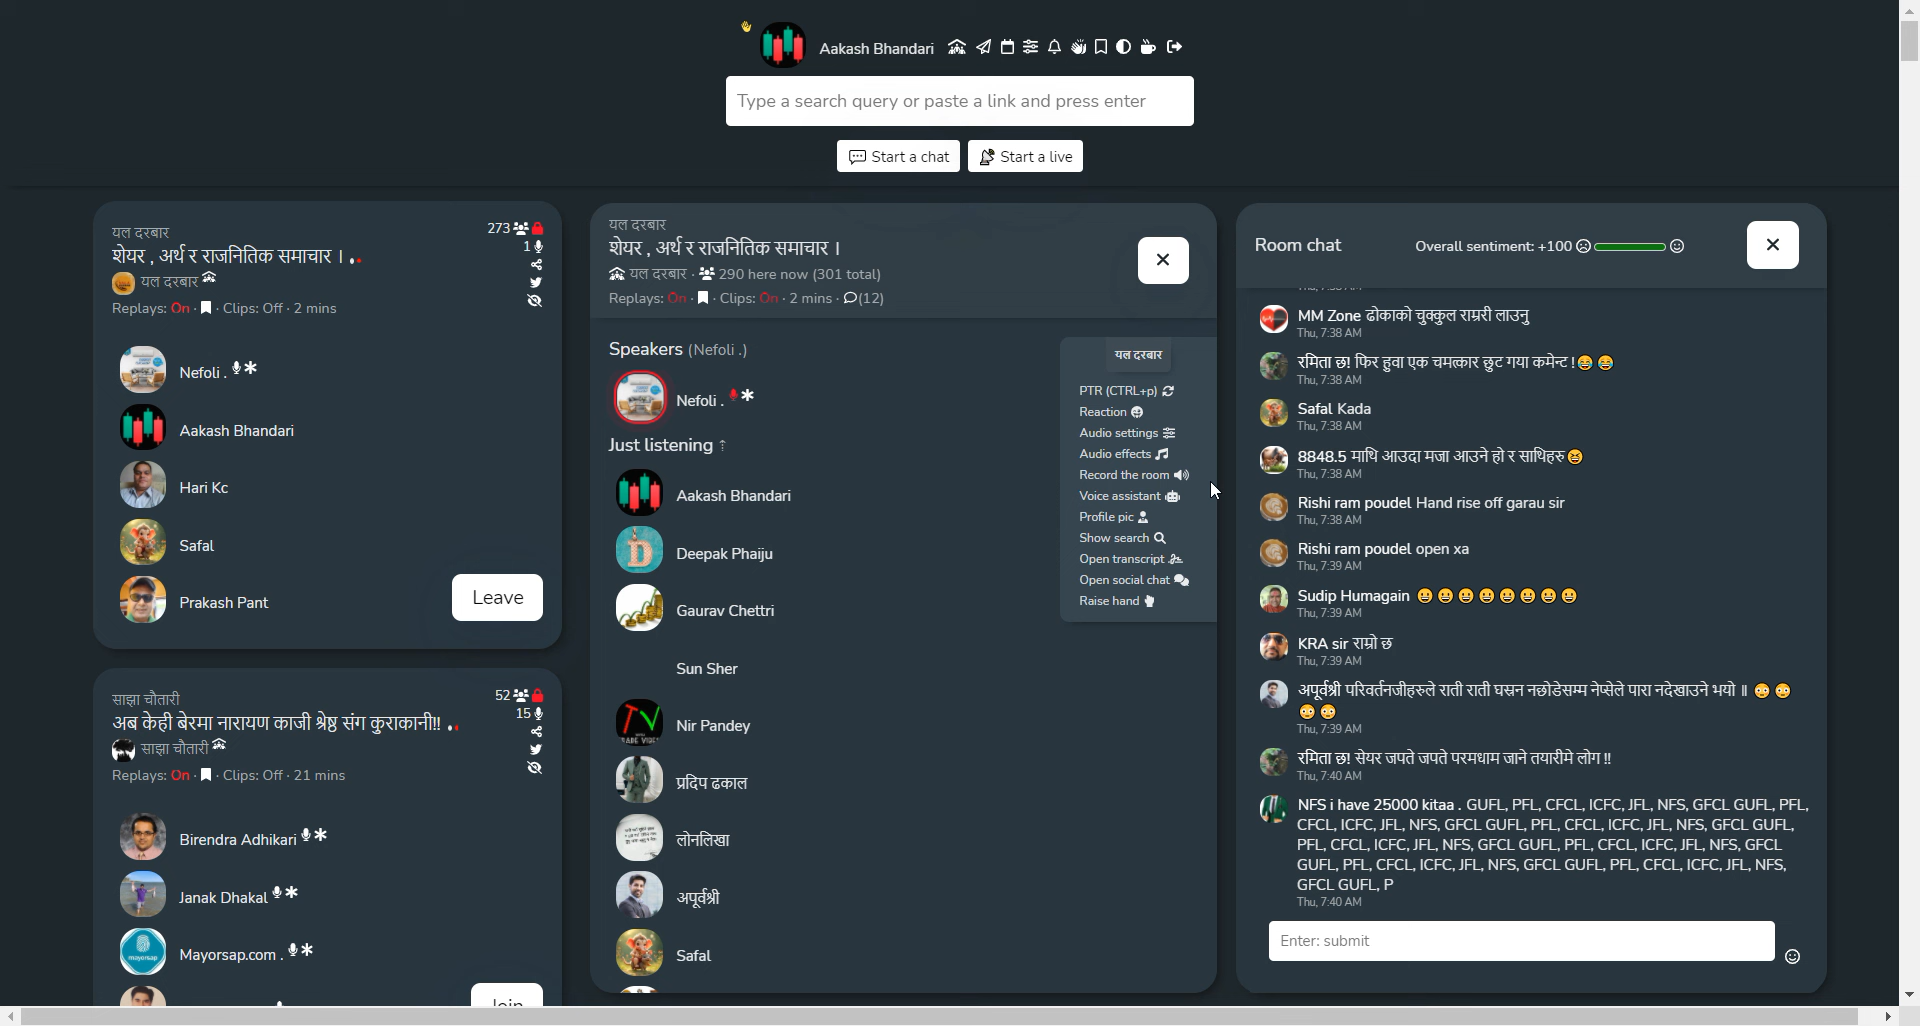 Aakash Bhandari
Type a search query or paste a link and press enter
Start a chat
Start a live
यल दरबार
273
शेयर , अर्थ र राजनितिक समाचार ।
1
यल दरबार
Replays: On · Clips: Off · 2 mins
Nefoli .
Aakash Bhandari
Hari Kc
Safal
Prakash Pant
Leave
साझा चौतारी
52
अब केही बेरमा नारायण काजी श्रेष्ठ संग कुराकानी!!
15
साझा चौतारी
Replays: On · Clips: Off · 21 mins
Birendra Adhikari
Janak Dhakal
Mayorsap.com .
mayorsap
Join
यल दरबार
शेयर , अर्थ र राजनितिक समाचार ।
यल दरबार · 290 here now (301 total)
Replays: On · Clips: On · 2 mins · (12)
Speakers (Nefoli .)
Nefoli .
Just listening
Aakash Bhandari
Deepak Phaiju
Gaurav Chettri
Sun Sher
Nir Pandey
प्रदिप ढकाल
लोनलिखा
अपूर्वश्री
Safal
यल दरबार
PTR (CTRL+p)
Reaction
Audio settings
Audio effects
Record the room
Voice assistant
Profile pic
Show search
Open transcript
Open social chat
Raise hand
Room chat
Overall sentiment: +100
MM Zone ढोकाको चुक्कुल राम्ररी लाउनु
Thu, 7:38 AM
रमिता छ! फिर हुवा एक चमत्कार छुट गया कमेन्ट !😂 😂
Thu, 7:38 AM
Safal Kada
Thu, 7:38 AM
8848.5 माथि आउदा मजा आउने हो र साथिहरु😆
Thu, 7:38 AM
Rishi ram poudel Hand rise off garau sir
Thu, 7:38 AM
Rishi ram poudel open xa
Thu, 7:39 AM
Sudip Humagain 😀 😀 😀 😀 😀 😀 😀 😀
Thu, 7:39 AM
KRA sir राम्रो छ
Thu, 7:39 AM
अपूर्वश्री परिवर्तनजीहरुले राती राती घस्रन नछोडेसम्म नेप्सेले पारा नदेखाउने भयो ॥ 😳 😳
😳 😳
Thu, 7:39 AM
रमिता छ! सेयर जपते जपते परमधाम जाने तयारीमे लोग !!
Thu, 7:40 AM
NFS i have 25000 kitaa . GUFL, PFL, CFCL, ICFC, JFL, NFS, GFCL GUFL, PFL,
CFCL, ICFC, JFL, NFS, GFCL GUFL, PFL, CFCL, ICFC, JFL, NFS, GFCL GUFL,
PFL, CFCL, ICFC, JFL, NFS, GFCL GUFL, PFL, CFCL, ICFC, JFL, NFS, GFCL
GUFL, PFL, CFCL, ICFC, JFL, NFS, GFCL GUFL, PFL, CFCL, ICFC, JFL, NFS,
GFCL GUFL, P
Thu, 7:40 AM
Enter: submit